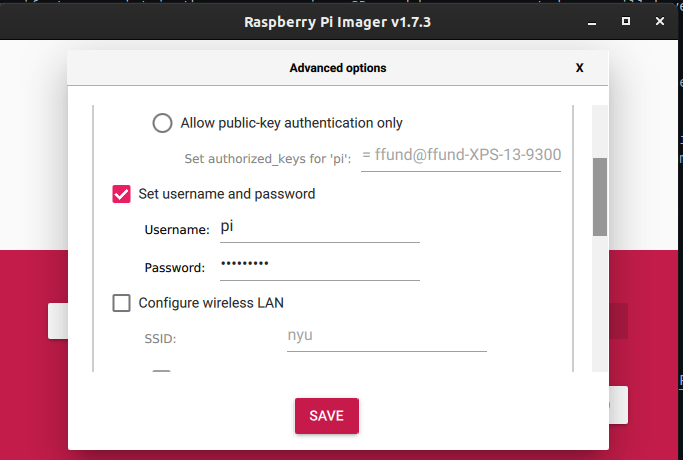 Raspberry Pi Imager v1.7.3
Advanced options
X
Allow public-key authentication only
Set authorized_keys for 'pi': = ffund@ffund-XPS-13-9300
Set username and password
Username: pi
Password: •••••••••
Configure wireless LAN
SSID: nyu
SAVE